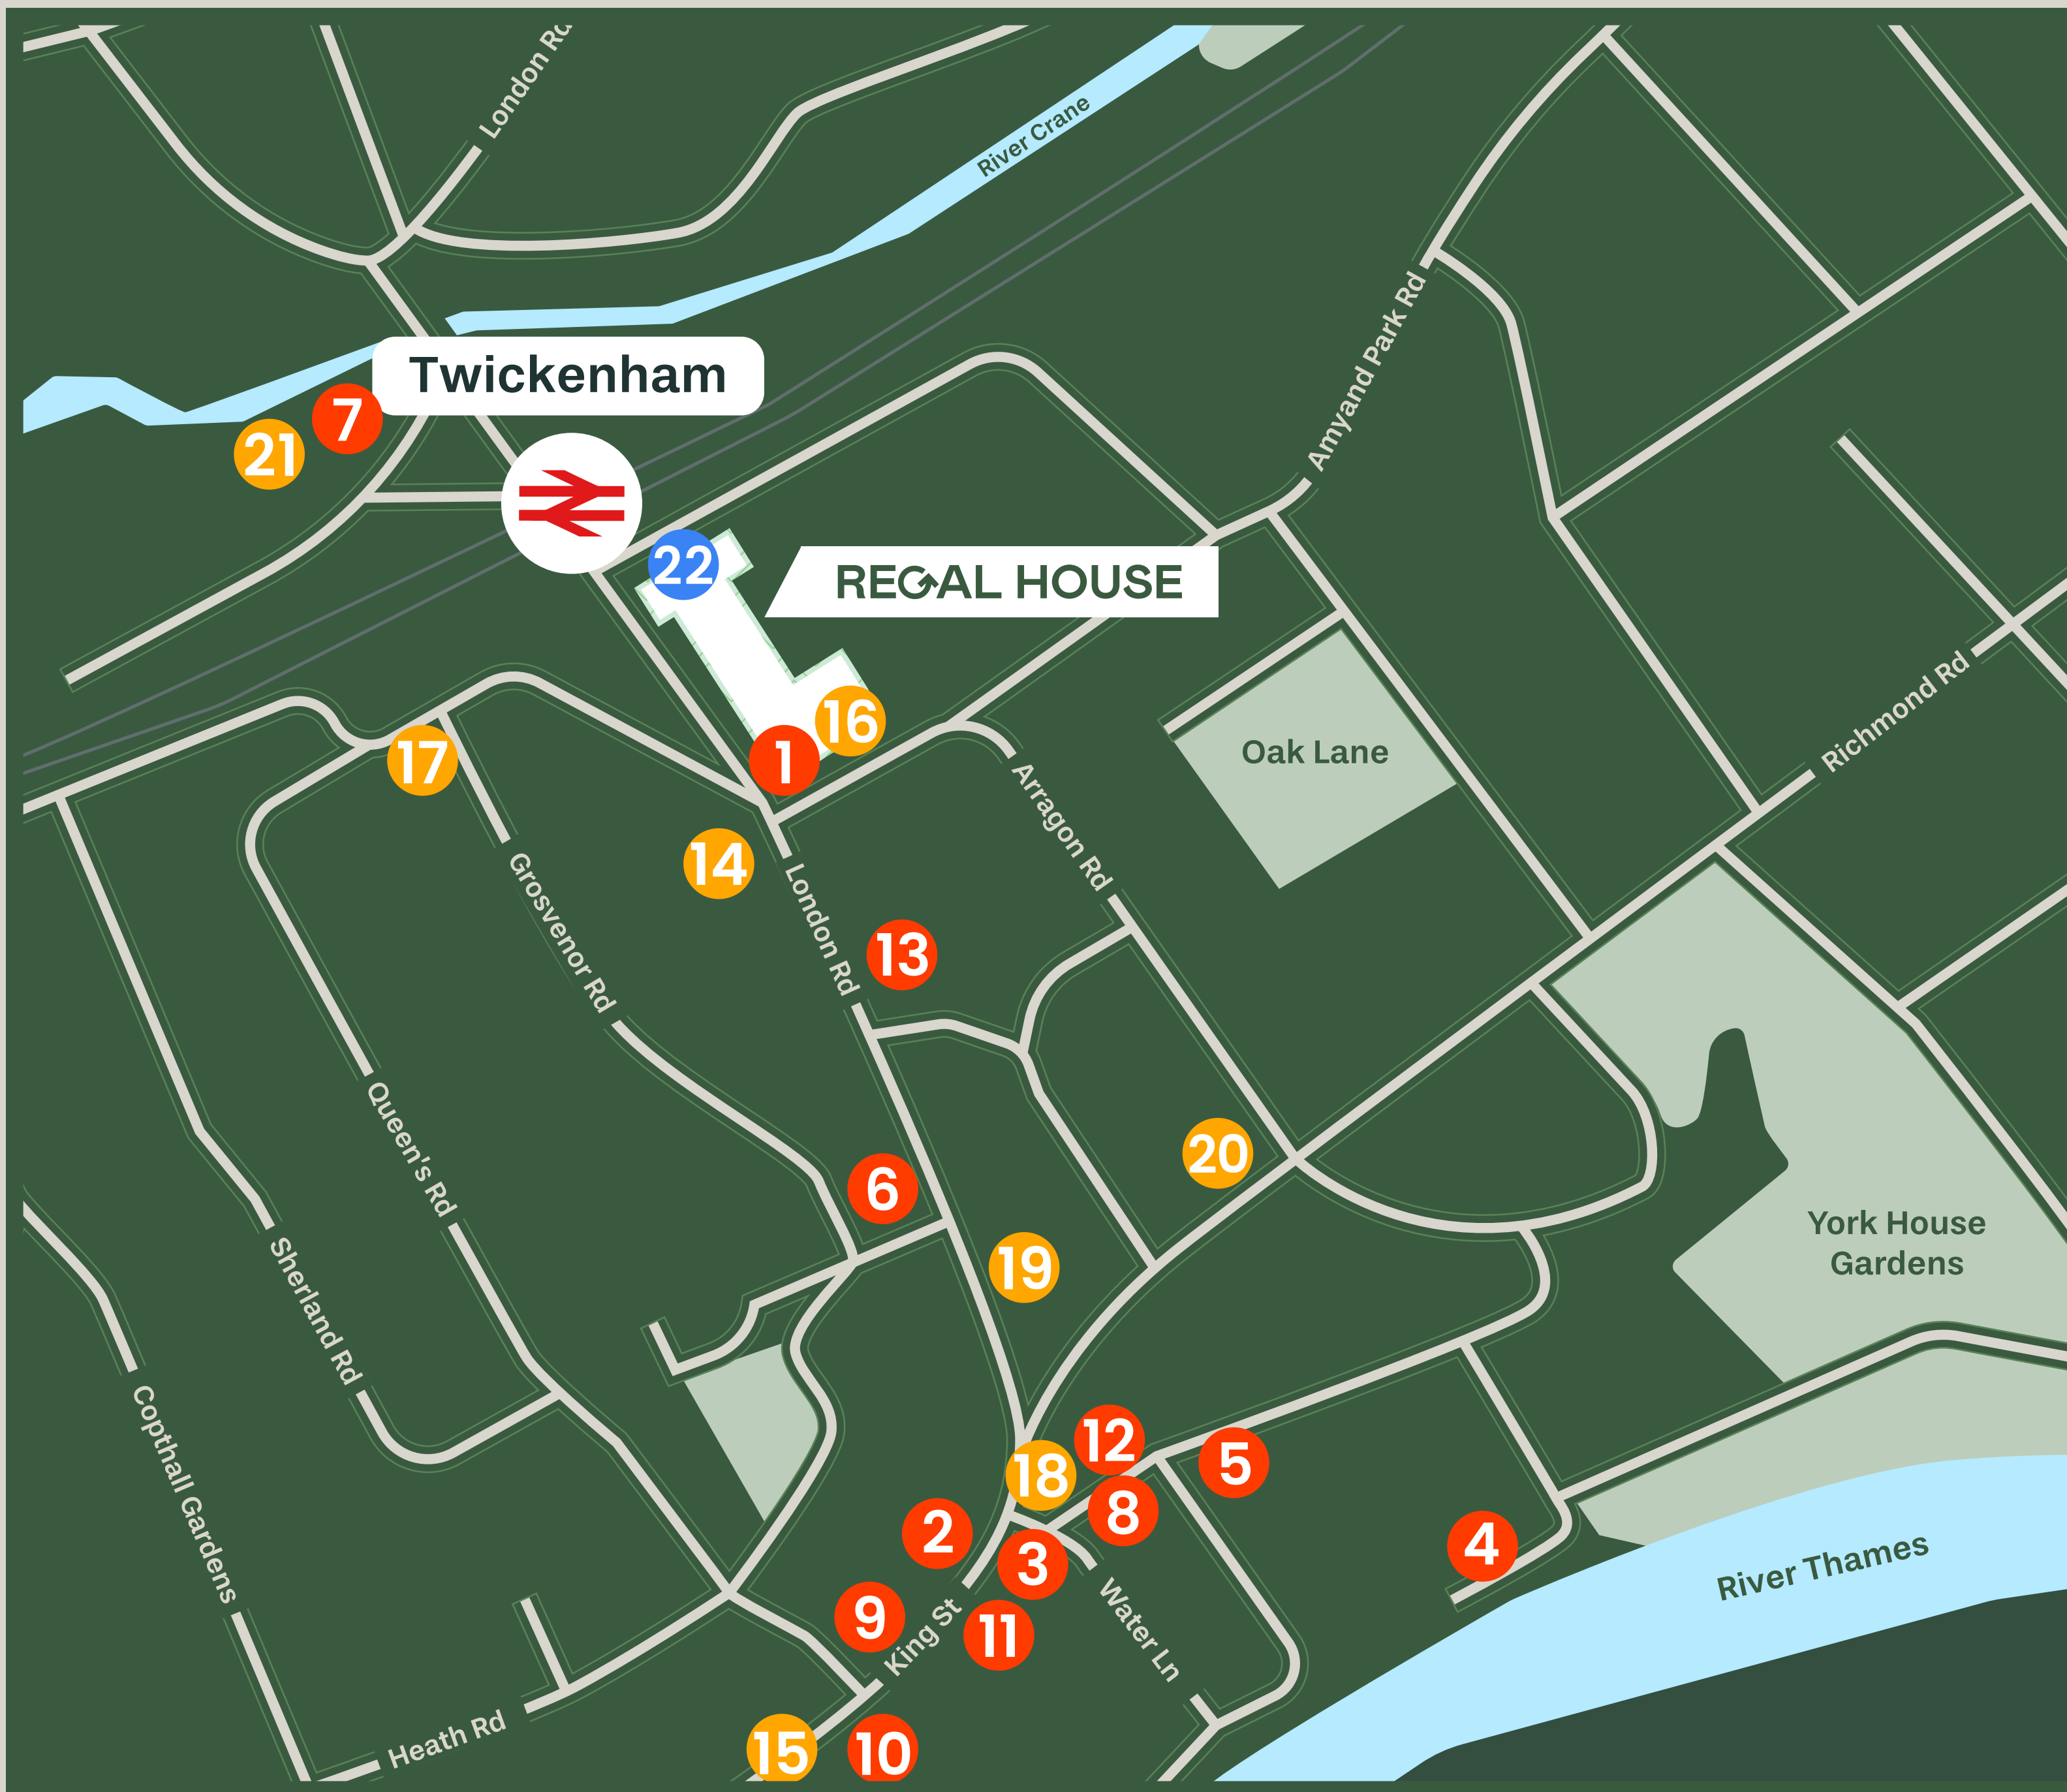 London Rd
River Crane
Twickenham
7
21
Amyand Park Rd
22
REGAL HOUSE
16
1
17
Oak Lane
Richmond Rd
Arragon Rd
14
Grosvenor Rd
London Rd
13
Queen's Rd
20
6
19
York House
Gardens
Sherland Rd
Copthall Gardens
12
5
18
8
2
4
3
River Thames
9
King St
11
Water Ln
Heath Rd
15
10